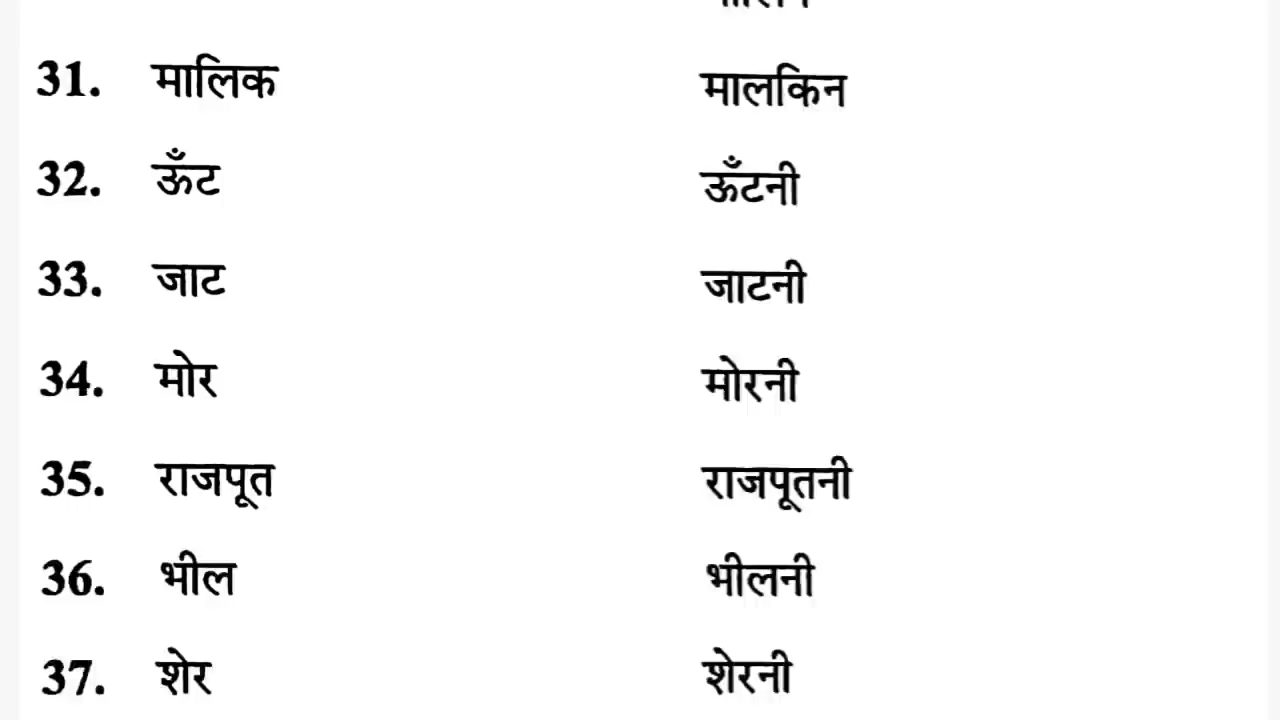 31. मालिक मालकिन
32. ऊँट ऊँटनी
33. जाट जाटनी
34. मोर मोरनी
35. राजपूत राजपूतनी
36. भील भीलनी
37. शेर शेरनी